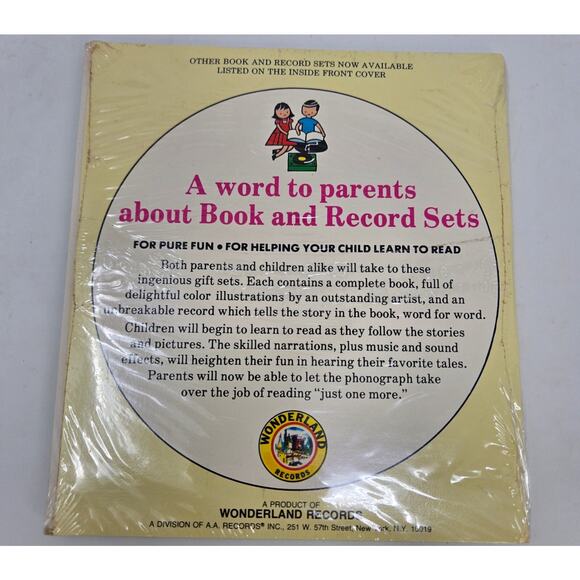 OTHER BOOK AND RECORD SETS NOW AVAILABLE
LISTED ON THE INSIDE FRONT COVER
A word to parents
about Book and Record Sets
FOR PURE FUN • FOR HELPING YOUR CHILD LEARN TO READ
Both parents and children alike will take to these
ingenious gift sets. Each contains a complete book, full of
delightful color illustrations by an outstanding artist, and an
unbreakable record which tells the story in the book, word for word.
Children will begin to learn to read as they follow the stories
and pictures. The skilled narrations, plus music and sound
effects, will heighten their fun in hearing their favorite tales.
Parents will now be able to let the phonograph take
over the job of reading "just one more."
WONDERLAND
RECORDS
A PRODUCT OF
WONDERLAND RECORDS
A DIVISION OF A.A. RECORDS® INC., 251 W. 57th Street, New York, N.Y. 10019